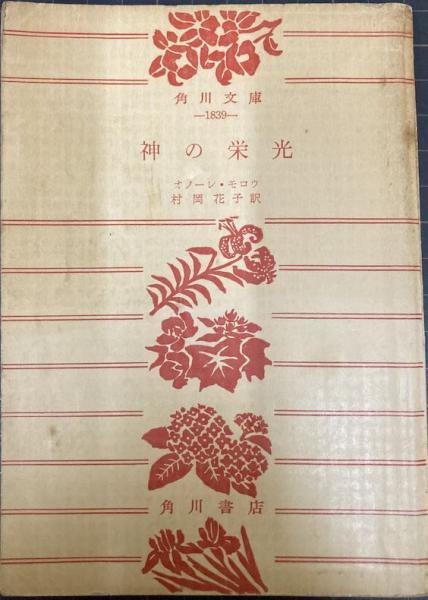 角川文庫
—1839—
神の栄光
オノーレ・モロウ
村岡花子訳
角川書店